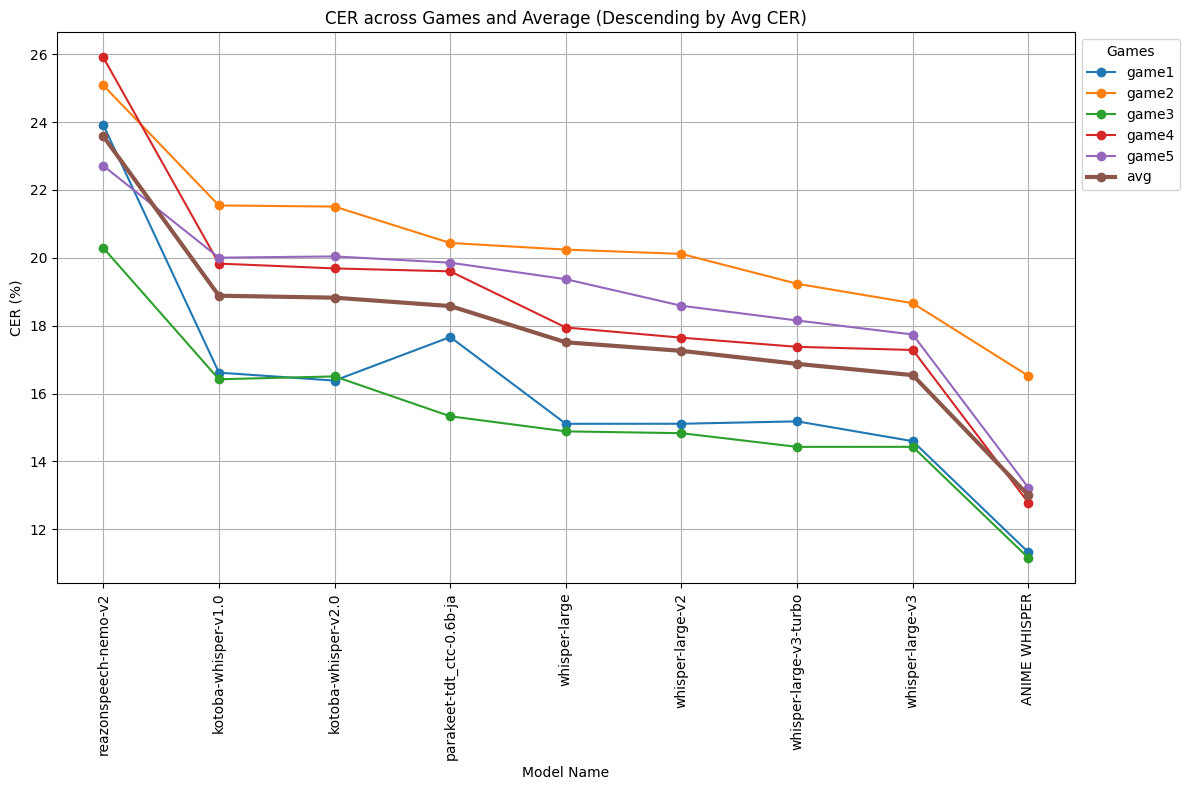 CER across Games and Average (Descending by Avg CER)
Games
game1
game2
game3
game4
game5
avg
CER (%)
26
24
22
20
18
16
14
12
reazonspeech-nemo-v2
kotoba-whisper-v1.0
kotoba-whisper-v2.0
parakeet-tdt_ctc-0.6b-ja
whisper-large
whisper-large-v2
whisper-large-v3-turbo
whisper-large-v3
ANIME WHISPER
Model Name